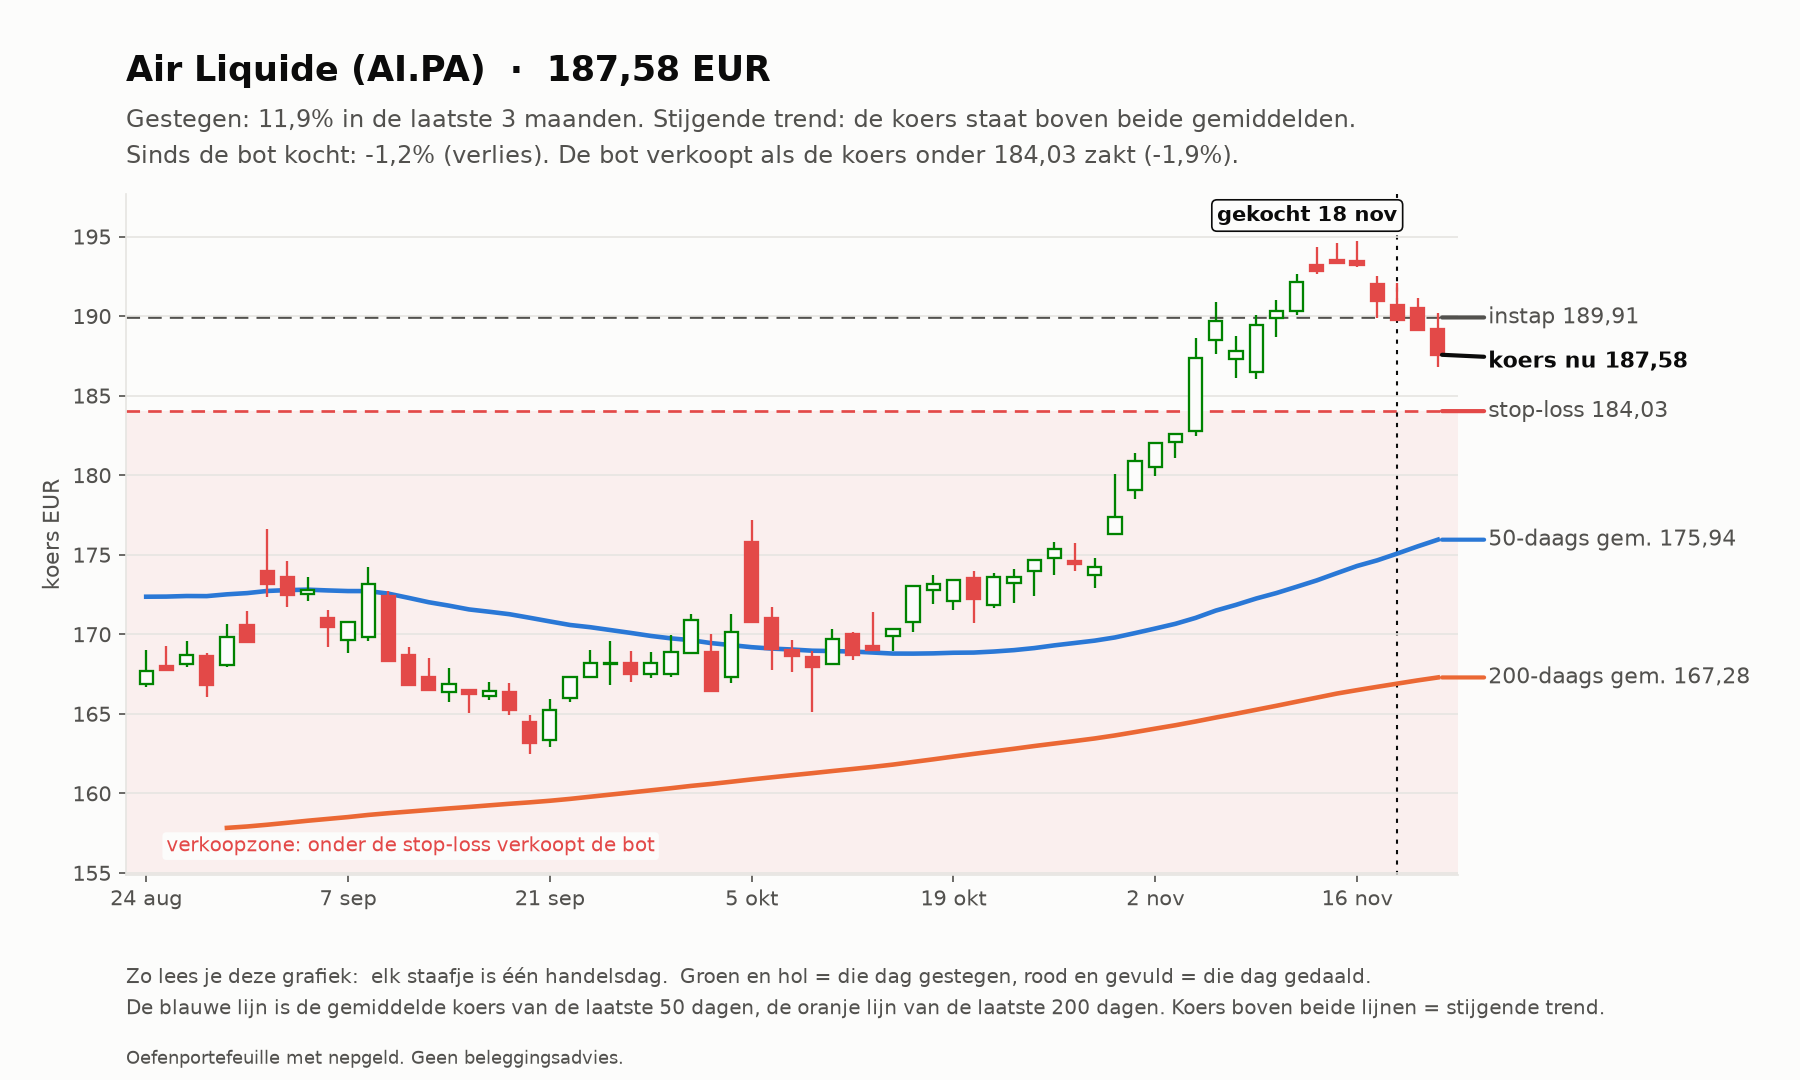 Air Liquide (AI.PA) · 187,58 EUR
Gestegen: 11,9% in de laatste 3 maanden. Stijgende trend: de koers staat boven beide gemiddelden.
Sinds de bot kocht: -1,2% (verlies). De bot verkoopt als de koers onder 184,03 zakt (-1,9%).
gekocht 18 nov
195
190
185
180
175
170
165
160
155
koers EUR
instap 189,91
koers nu 187,58
stop-loss 184,03
50-daags gem. 175,94
200-daags gem. 167,28
verkoopzone: onder de stop-loss verkoopt de bot
24 aug
7 sep
21 sep
5 okt
19 okt
2 nov
16 nov
Zo lees je deze grafiek: elk staafje is één handelsdag. Groen en hol = die dag gestegen, rood en gevuld = die dag gedaald.
De blauwe lijn is de gemiddelde koers van de laatste 50 dagen, de oranje lijn van de laatste 200 dagen. Koers boven beide lijnen = stijgende trend.
Oefenportefeuille met nepgeld. Geen beleggingsadvies.